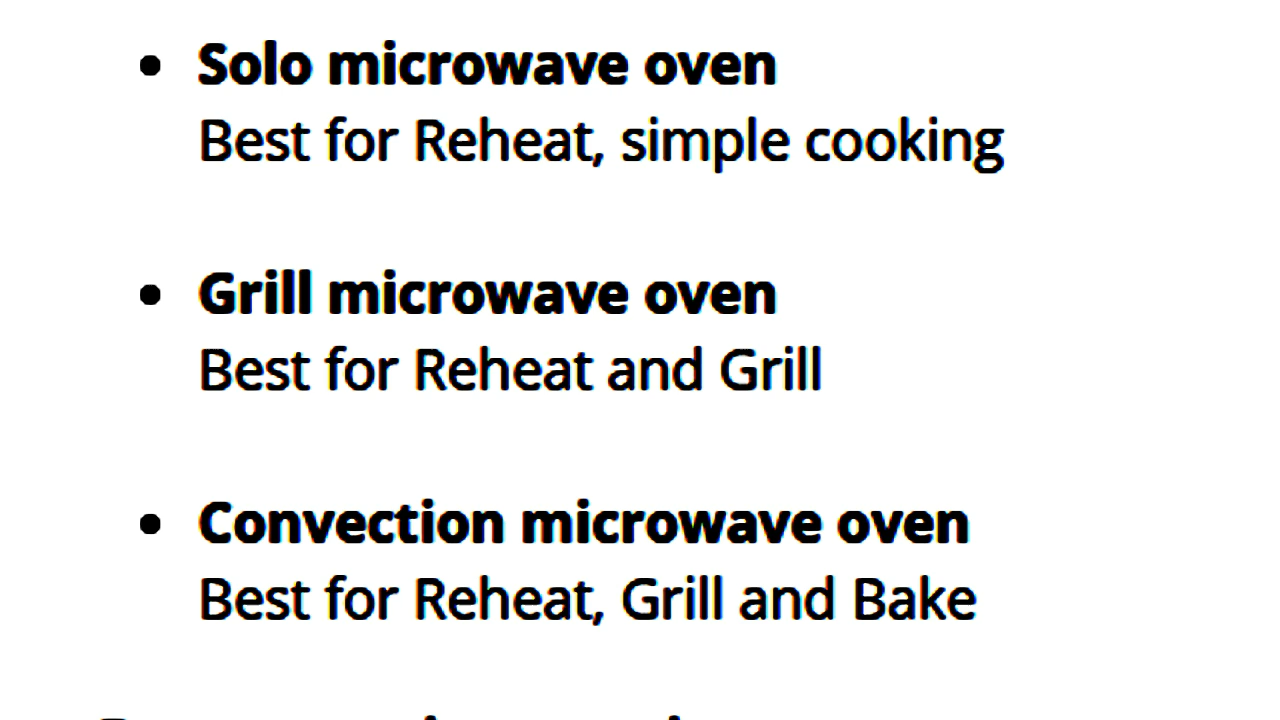 Solo microwave oven
Best for Reheat, simple cooking
Grill microwave oven
Best for Reheat and Grill
Convection microwave oven
Best for Reheat, Grill and Bake